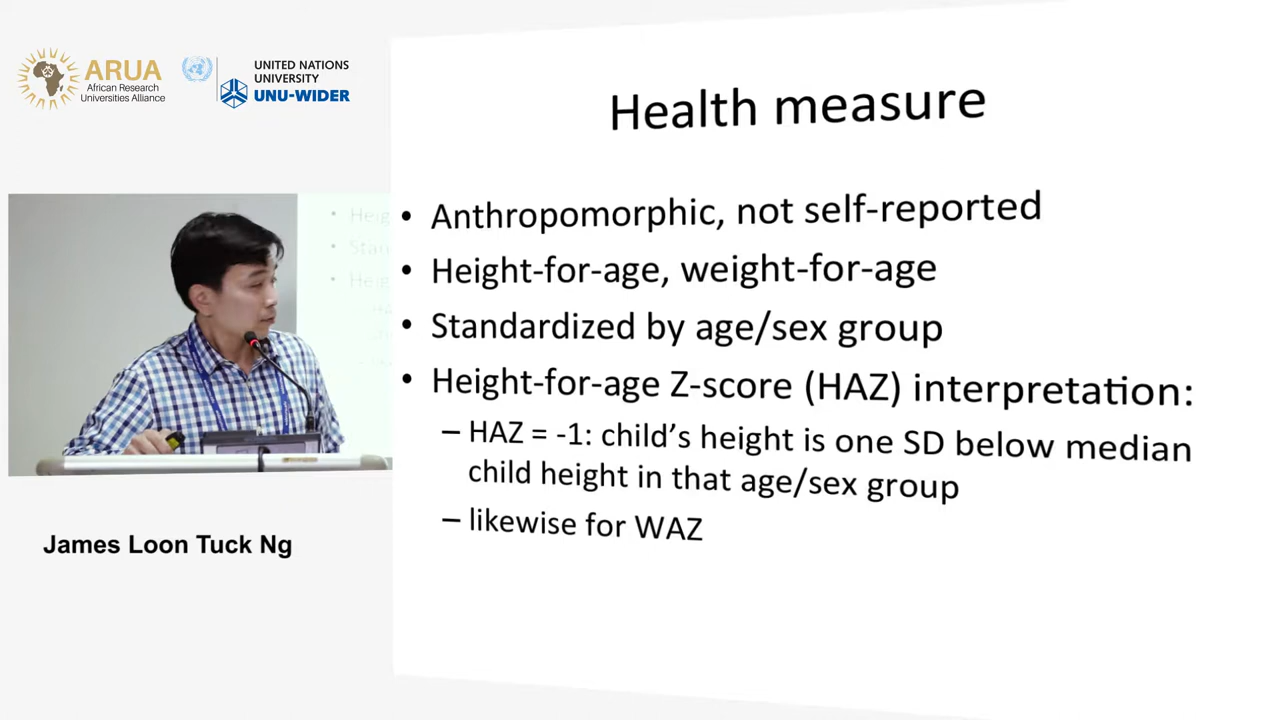 ARUA
African Research
Universities Alliance
UNITED NATIONS
UNIVERSITY
UNU-WIDER
Health measure
• Anthropomorphic, not self-reported
• Height-for-age, weight-for-age
• Standardized by age/sex group
• Height-for-age Z-score (HAZ) interpretation:
– HAZ = -1: child’s height is one SD below median
child height in that age/sex group
– likewise for WAZ
James Loon Tuck Ng